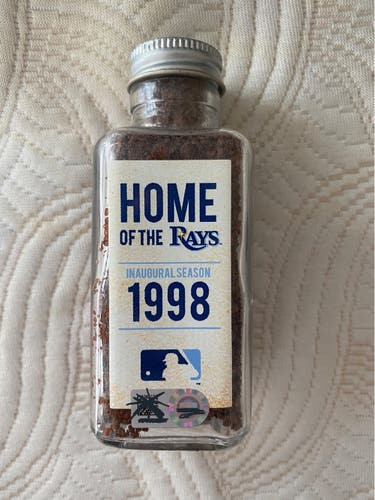 HOME
OF THE RAYS
INAUGURAL SEASON
1998